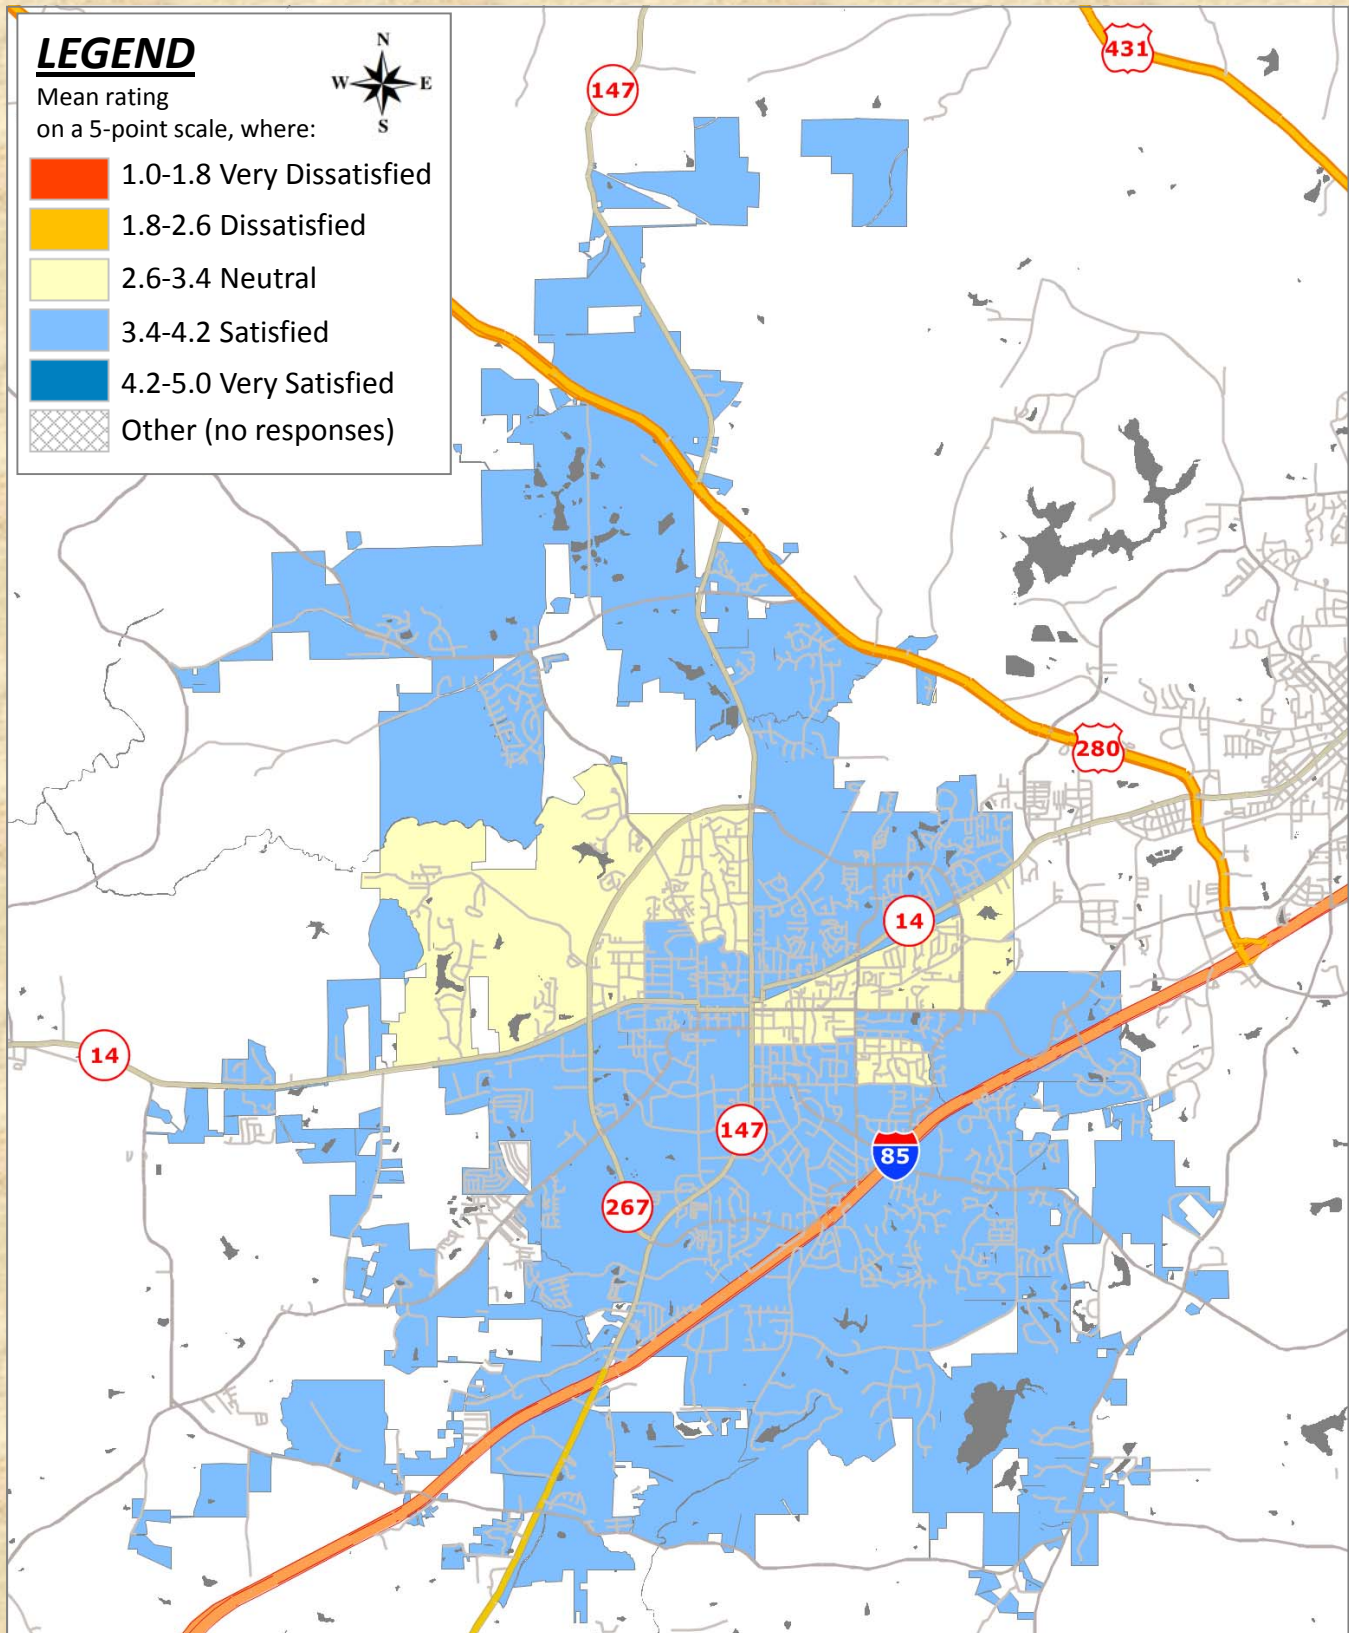 LEGEND
N
W E
S
Mean rating
on a 5-point scale, where:
1.0-1.8 Very Dissatisfied
1.8-2.6 Dissatisfied
2.6-3.4 Neutral
3.4-4.2 Satisfied
4.2-5.0 Very Satisfied
Other (no responses)
431
147
280
14
14
147
85
267